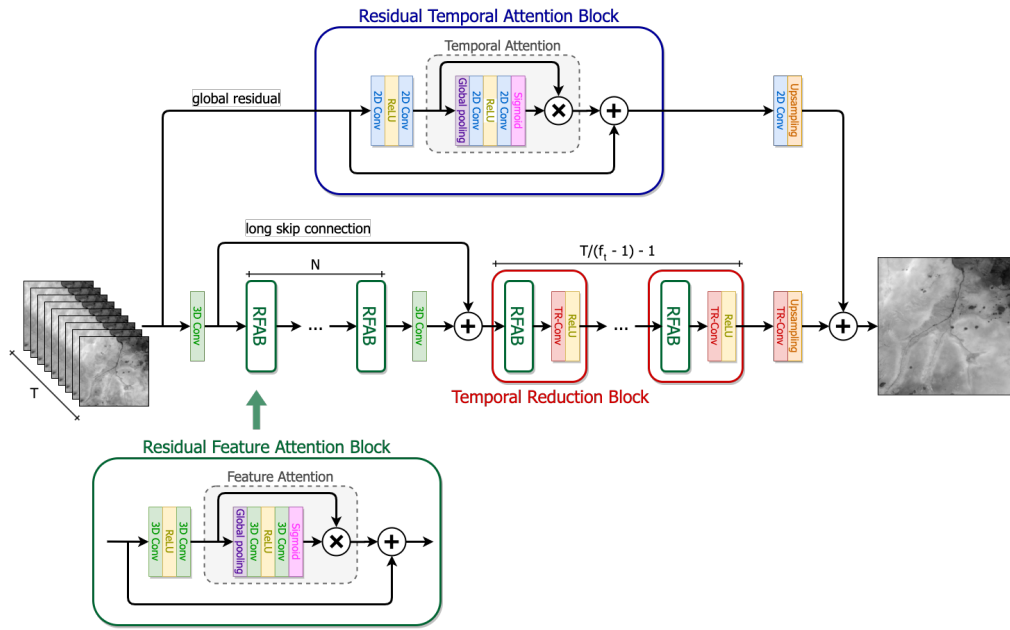 Residual Temporal Attention Block
Temporal Attention
global residual
2D Conv
ReLU
2D Conv
Global pooling
2D Conv
ReLU
2D Conv
Sigmoid
2D Conv
Upsampling
long skip connection
N
T/(f_t - 1) - 1
T
3D Conv
RFAB
...
RFAB
3D Conv
RFAB
TR-Conv
ReLU
...
RFAB
TR-Conv
ReLU
TR-Conv
Upsampling
Temporal Reduction Block
Residual Feature Attention Block
Feature Attention
3D Conv
ReLU
3D Conv
Global pooling
3D Conv
ReLU
3D Conv
Sigmoid